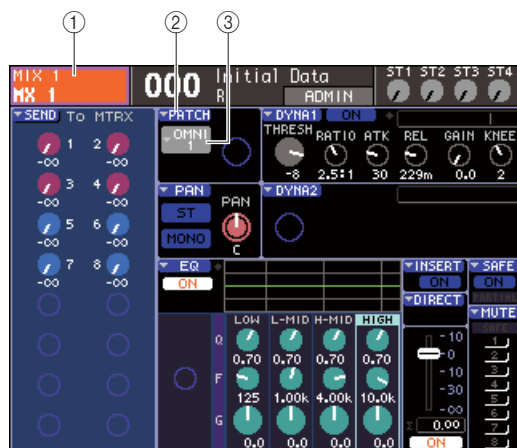 ① ② ③
MIX 1
MX 1
000 Initial Data
R ADMIN
ST1 ST2 ST3 ST4
SEND To MTRX
1 2
-∞ -∞
3 4
-∞ -∞
5 6
-∞ -∞
7 8
-∞ -∞
PATCH
OMNI
1
DYNA1 ON
THRESH RATIO ATK REL GAIN KNEE
-8 2.5:1 30 229m 0.0 2
PAN
ST
MONO
PAN
C
DYNA2
EQ
ON
LOW L-MID H-MID HIGH
Q
0.70 0.70 0.70 0.70
F
125 1.00k 4.00k 10.0k
G
0.0 0.0 0.0 0.0
INSERT
ON
DIRECT
-10
-0
-10
-30
-∞
Σ 0.00
ON
SAFE
ON
PARTIAL
MUTE
SAFE
1
2
3
4
5
6
7
8